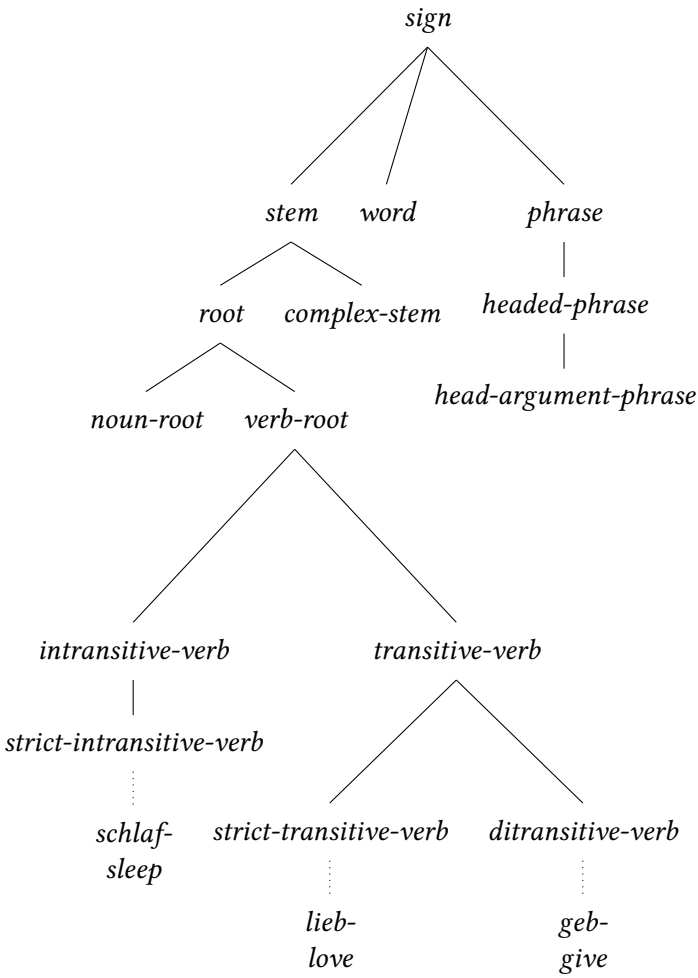 sign
stem word phrase
root complex-stem headed-phrase
noun-root verb-root head-argument-phrase
intransitive-verb transitive-verb
strict-intransitive-verb
schlaf- strict-transitive-verb ditransitive-verb
sleep
lieb- geb-
love give